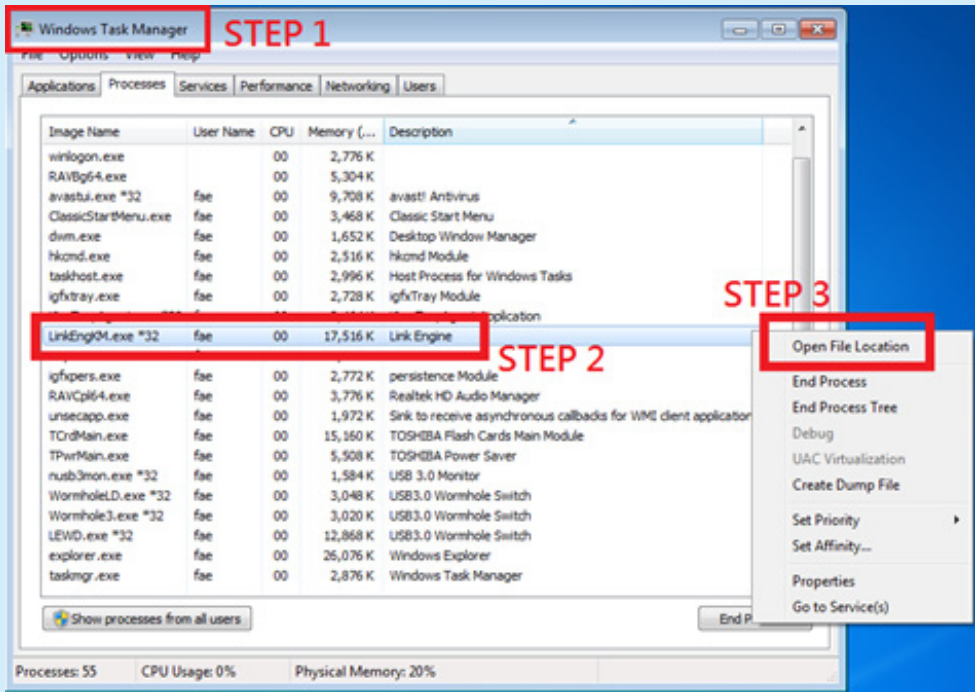 Windows Task Manager
STEP 1
File Options View Help
Applications Processes Services Performance Networking Users
Image Name User Name CPU Memory (... Description
winlogon.exe 00 2,776 K
RAVBg64.exe 00 5,304 K
avastui.exe *32 fae 00 9,708 K avast! Antivirus
ClassicStartMenu.exe fae 00 3,468 K Classic Start Menu
dwm.exe fae 00 1,652 K Desktop Window Manager
hkcmd.exe fae 00 2,516 K hkcmd Module
taskhost.exe fae 00 2,996 K Host Process for Windows Tasks
igfxtray.exe fae 00 2,728 K igfxTray Module
STEP 3
Application
LinkEngKM.exe *32 fae 00 17,516 K Link Engine
STEP 2
igfxpers.exe fae 00 2,772 K persistence Module
RAVCpl64.exe fae 00 3,776 K Realtek HD Audio Manager
unsecapp.exe fae 00 1,972 K Sink to receive asynchronous callbacks for WMI client application
TCrdMain.exe fae 00 15,160 K TOSHIBA Flash Cards Main Module
TPwrMain.exe fae 00 5,508 K TOSHIBA Power Saver
nusb3mon.exe *32 fae 00 1,584 K USB 3.0 Monitor
WormholeLD.exe *32 fae 00 3,048 K USB3.0 Wormhole Switch
Wormhole3.exe *32 fae 00 3,020 K USB3.0 Wormhole Switch
LEWD.exe *32 fae 00 12,868 K USB3.0 Wormhole Switch
explorer.exe fae 00 26,076 K Windows Explorer
taskmgr.exe fae 00 2,876 K Windows Task Manager
Open File Location
End Process
End Process Tree
Debug
UAC Virtualization
Create Dump File
Set Priority
Set Affinity...
Properties
Go to Service(s)
Show processes from all users
End P
Processes: 55 CPU Usage: 0% Physical Memory: 20%